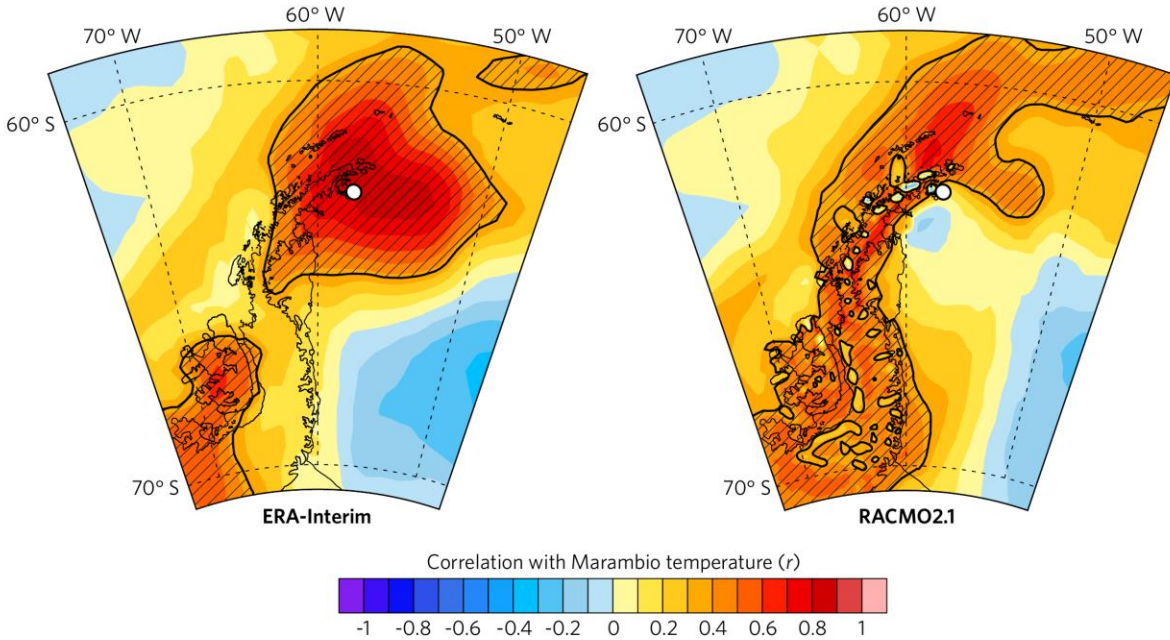 60° W
60° W
70° W
50° W
70° W
50° W
60° S
60° S
70° S
70° S
ERA-Interim
RACMO2.1
Correlation with Marambio temperature (r)
-1 -0.8 -0.6 -0.4 -0.2 0 0.2 0.4 0.6 0.8 1